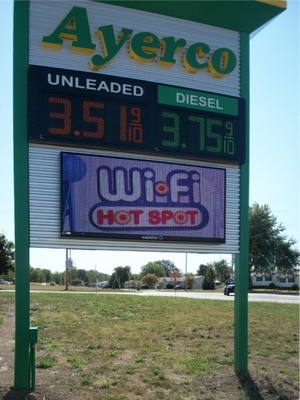 Ayerco
UNLEADED
3.51 9/10
DIESEL
3.75 9/10
Wi-Fi
HOT SPOT